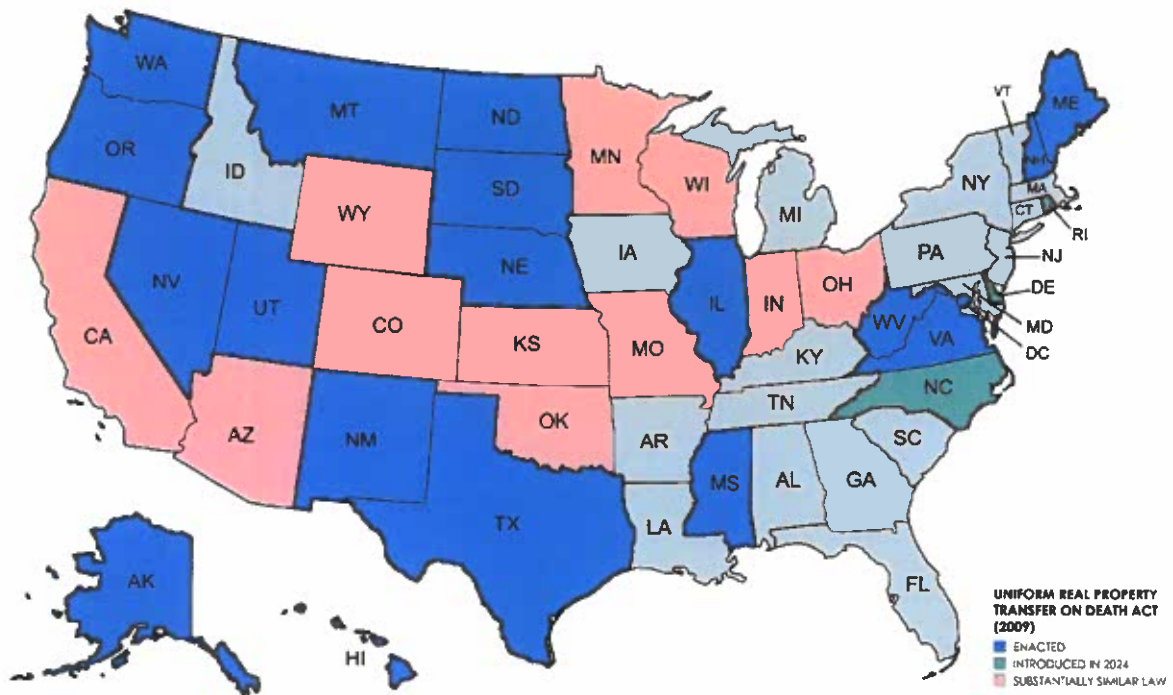 WA
MT
ND
MN
VT
ME
OR
ID
SD
WI
NH
WY
MI
NY
MA
CT
RI
NE
IA
PA
NJ
NV
UT
IL
IN
OH
DE
MD
DC
CA
CO
KS
MO
WV
VA
KY
NC
TN
AZ
NM
OK
AR
SC
MS
AL
GA
TX
LA
FL
AK
HI
UNIFORM REAL PROPERTY
TRANSFER ON DEATH ACT
(2009)
ENACTED
INTRODUCED IN 2024
SUBSTANTIALLY SIMILAR LAW